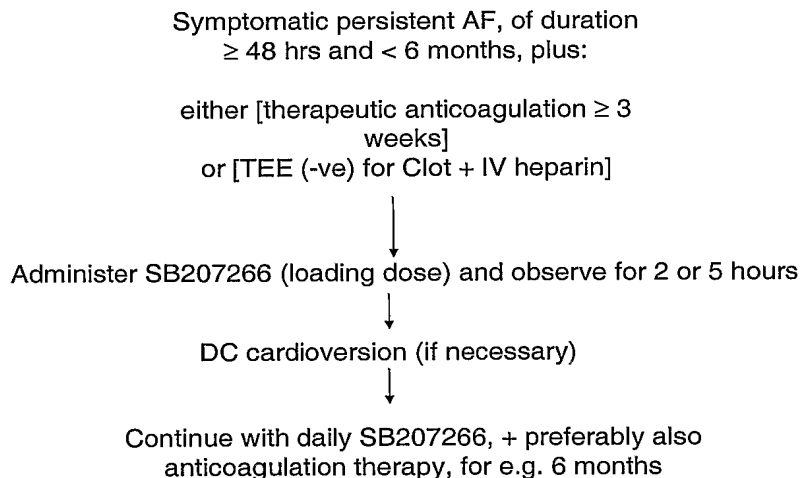 Symptomatic persistent AF, of duration
≥ 48 hrs and < 6 months, plus:
either [therapeutic anticoagulation ≥ 3
weeks]
or [TEE (-ve) for Clot + IV heparin]
Administer SB207266 (loading dose) and observe for 2 or 5 hours
DC cardioversion (if necessary)
Continue with daily SB207266, + preferably also
anticoagulation therapy, for e.g. 6 months